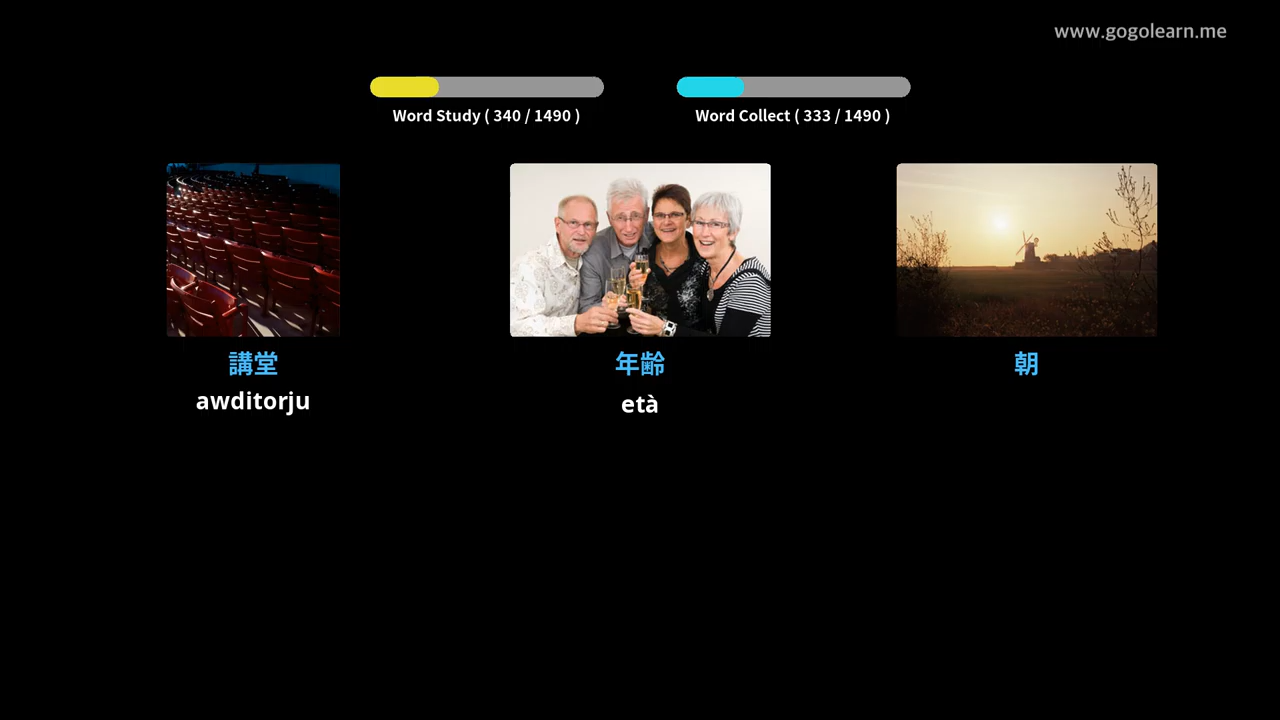 www.gogolearn.me
Word Study ( 340 / 1490 )
Word Collect ( 333 / 1490 )
講堂
awditorju
年齢
età
朝